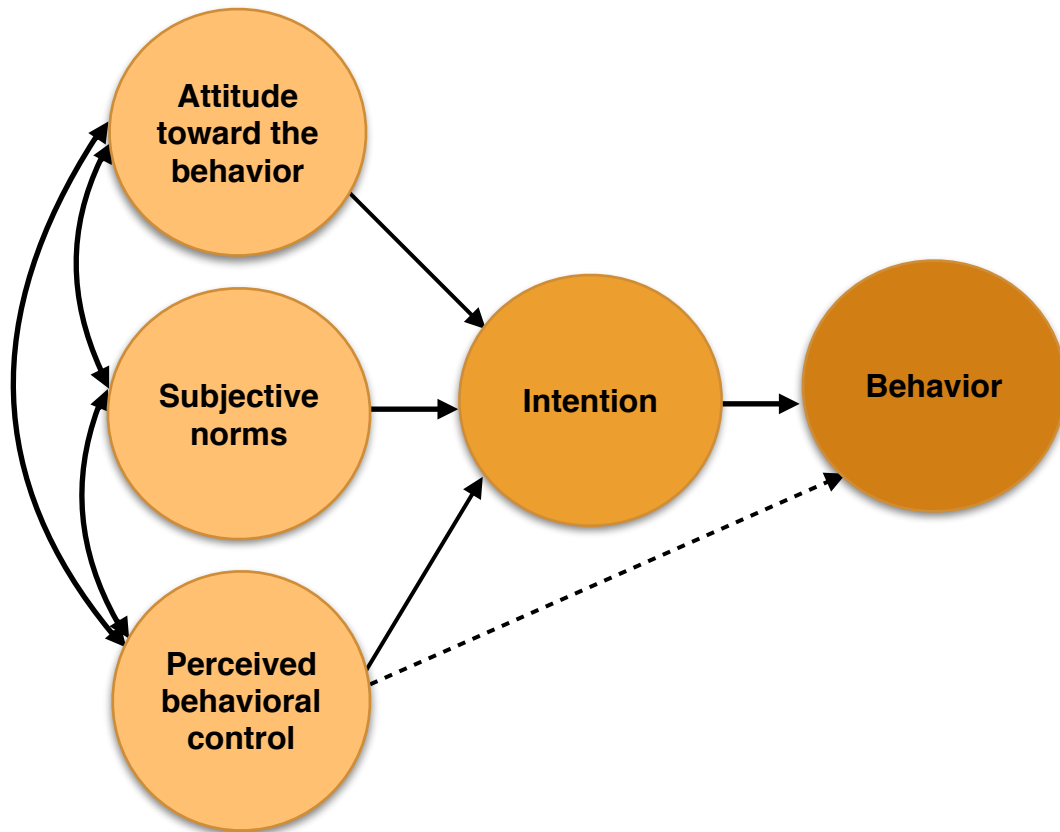 Attitude
toward the
behavior
Subjective
norms
Perceived
behavioral
control
Intention
Behavior